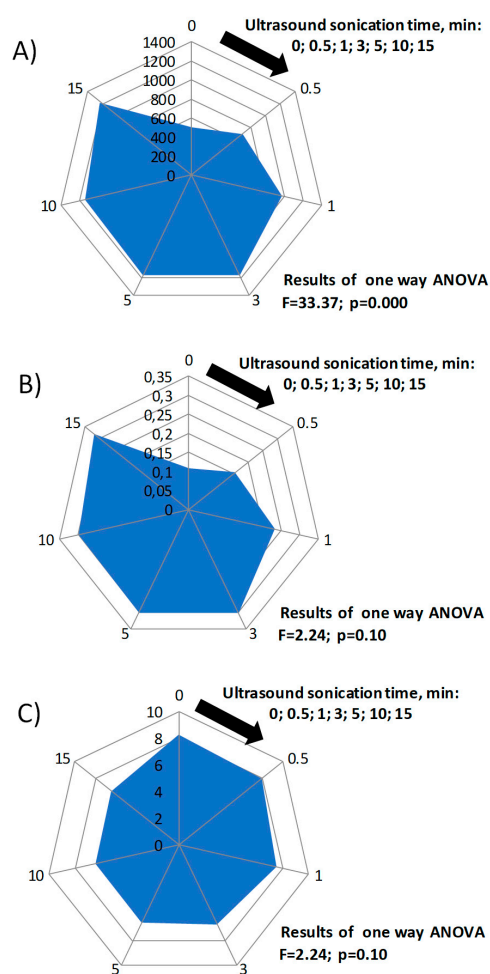 A)
0
Ultrasound sonication time, min:
0; 0.5; 1; 3; 5; 10; 15
1400
1200
1000
800
600
400
200
0
15
0.5
10
1
5
3
Results of one way ANOVA
F=33.37; p=0.000
B)
0
Ultrasound sonication time, min:
0; 0.5; 1; 3; 5; 10; 15
0,35
0,3
0,25
0,2
0,15
0,1
0,05
0
15
0.5
10
1
5
3
Results of one way ANOVA
F=2.24; p=0.10
C)
0
Ultrasound sonication time, min:
0; 0.5; 1; 3; 5; 10; 15
10
8
6
4
2
0
15
0.5
10
1
5
3
Results of one way ANOVA
F=2.24; p=0.10